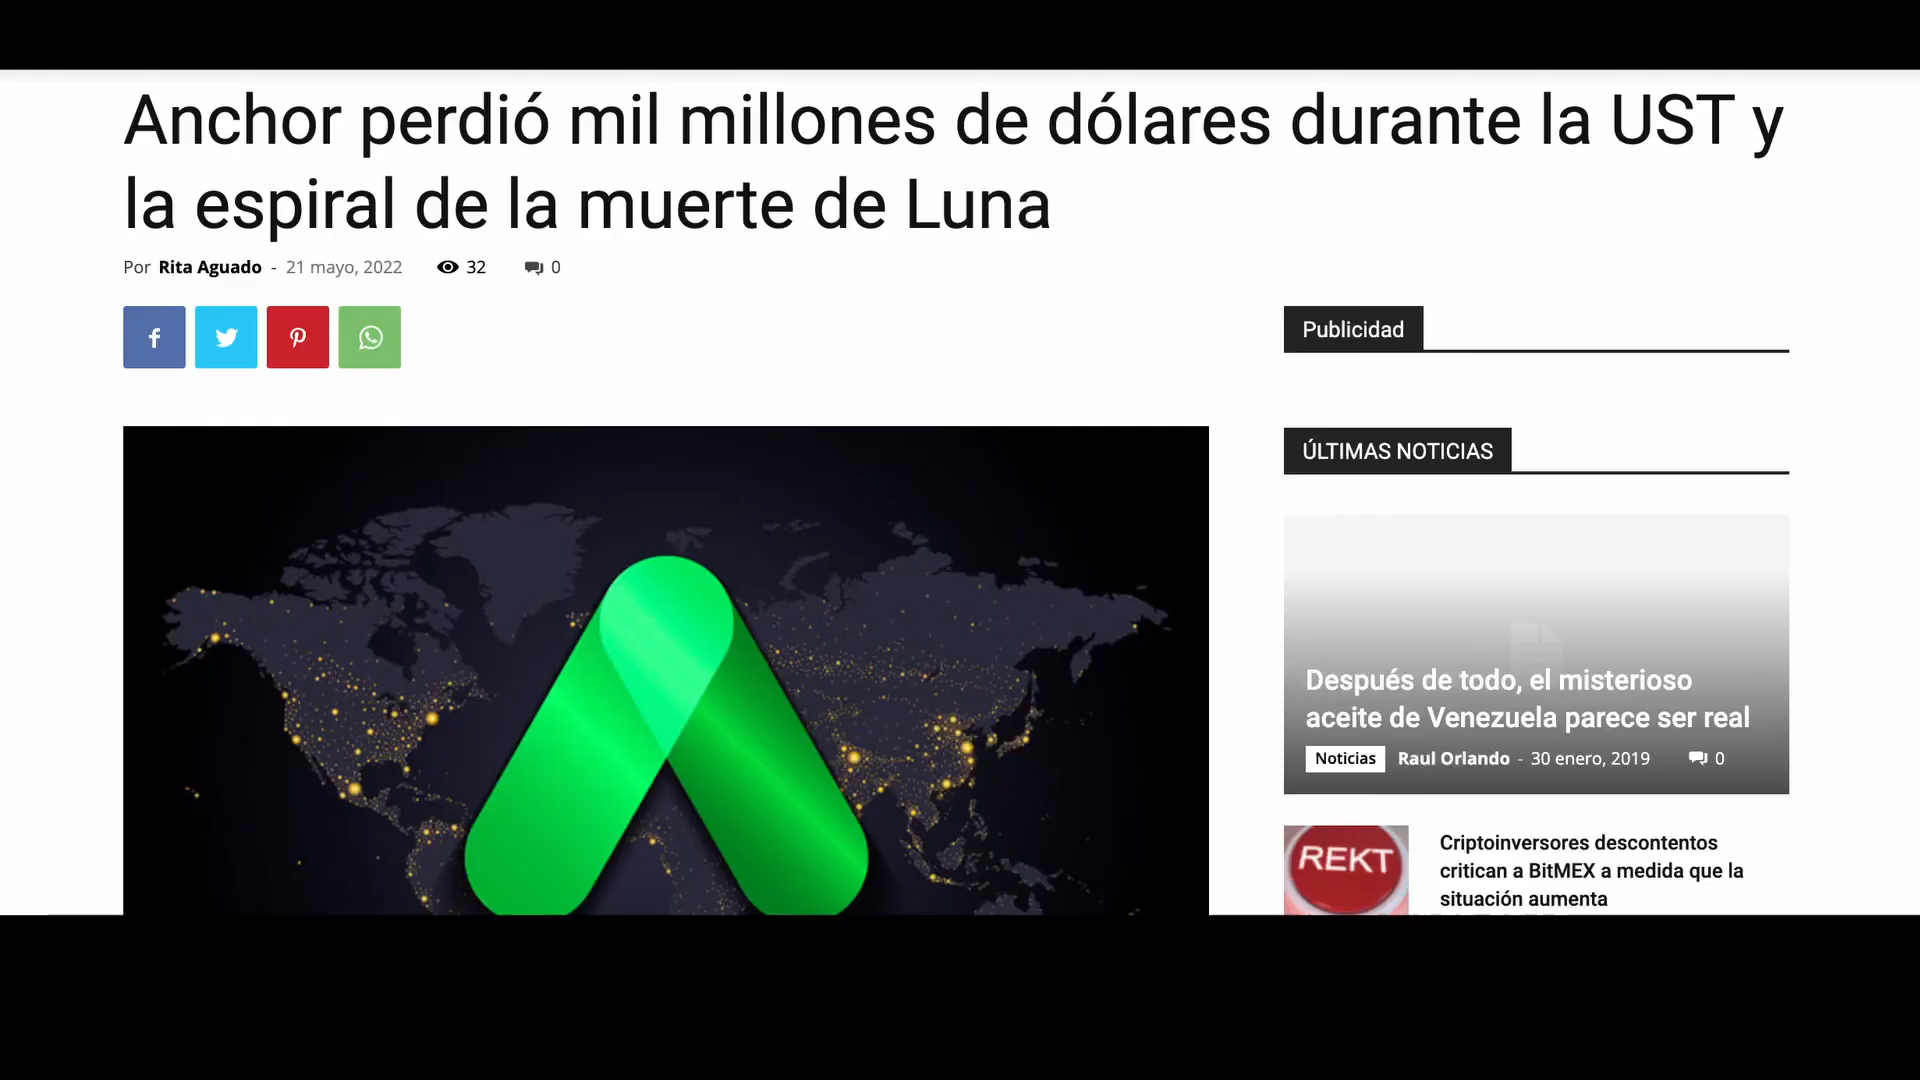 Anchor perdió mil millones de dólares durante la UST y
la espiral de la muerte de Luna
Por Rita Aguado - 21 mayo, 2022 32 0
Publicidad
ÚLTIMAS NOTICIAS
Después de todo, el misterioso
aceite de Venezuela parece ser real
Noticias Raul Orlando - 30 enero, 2019 0
REKT
Criptoinversores descontentos
critican a BitMEX a medida que la
situación aumenta